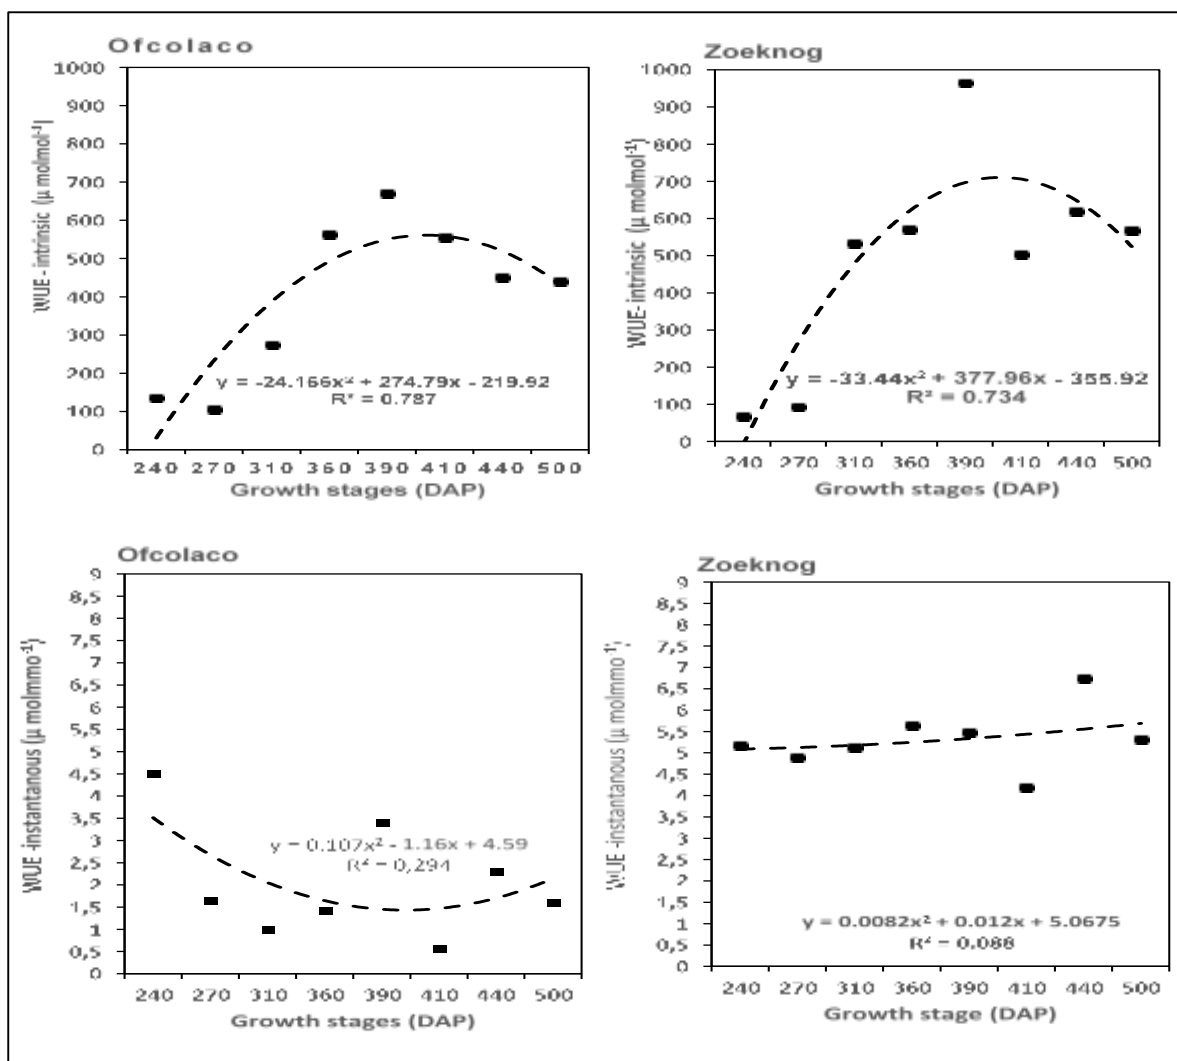 Ofcolaco
1000
900
800
700
600
500
400
300
200
100
0
WUE- intrinsic (µ molmol-1)
y = -24.166x² + 274.79x - 219.92
R² = 0.787
240 270 310 360 390 410 440 500
Growth stages (DAP)
Zoeknog
1000
900
800
700
600
500
400
300
200
100
0
WUE- intrinsic (µ molmol-1)
y = -33.44x² + 377.96x - 355.92
R² = 0.734
240 270 310 360 390 410 440 500
Growth stages (DAP)
Ofcolaco
9
8,5
8
7,5
7
6,5
6
5,5
5
4,5
4
3,5
3
2,5
2
1,5
1
0,5
0
WUE -instantanous (µ molmmo-1)
y = 0.107x² - 1.16x + 4.59
R² = 0,294
240 270 310 360 390 410 440 500
Growth stages (DAP)
Zoeknog
9
8,5
8
7,5
7
6,5
6
5,5
5
4,5
4
3,5
3
2,5
2
1,5
1
0,5
0
WUE -instantanous (µ molmmo-1)
y = 0.0082x² + 0.012x + 5.0675
R² = 0.088
240 270 310 360 390 410 440 500
Growth stage (DAP)